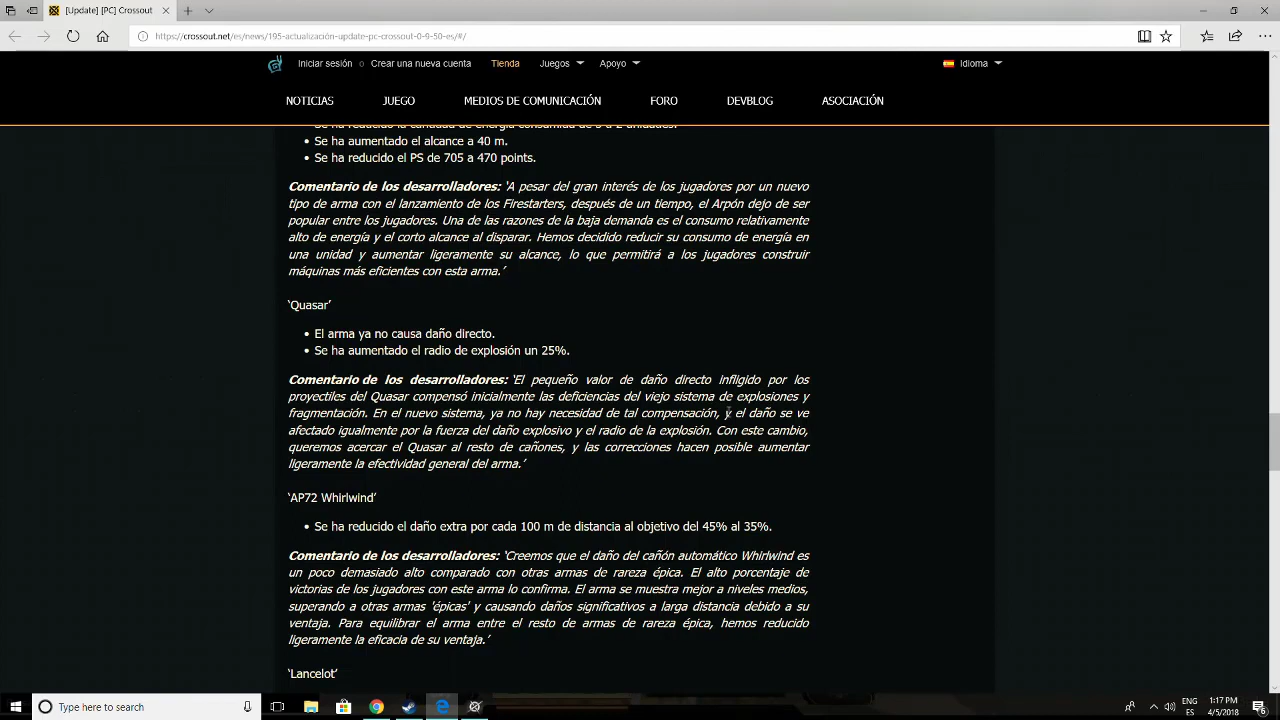 [Update] [PC] Crossout
https://crossout.net/es/news/195-actualización-update-pc-crossout-0-9-50-es/#/
Iniciar sesión o Crear una nueva cuenta Tienda Juegos Apoyo Idioma
NOTICIAS JUEGO MEDIOS DE COMUNICACIÓN FORO DEVBLOG ASOCIACIÓN
Se ha reducido la cantidad de energía consumida de 3 a 2 unidades.
• Se ha aumentado el alcance a 40 m.
• Se ha reducido el PS de 705 a 470 points.
Comentario de los desarrolladores: ‘A pesar del gran interés de los jugadores por un nuevo
tipo de arma con el lanzamiento de los Firestarters, después de un tiempo, el Arpón dejo de ser
popular entre los jugadores. Una de las razones de la baja demanda es el consumo relativamente
alto de energía y el corto alcance al disparar. Hemos decidido reducir su consumo de energía en
una unidad y aumentar ligeramente su alcance, lo que permitirá a los jugadores construir
máquinas más eficientes con esta arma.’
‘Quasar’
• El arma ya no causa daño directo.
• Se ha aumentado el radio de explosión un 25%.
Comentario de los desarrolladores: ‘El pequeño valor de daño directo infligido por los
proyectiles del Quasar compensó inicialmente las deficiencias del viejo sistema de explosiones y
fragmentación. En el nuevo sistema, ya no hay necesidad de tal compensación, y el daño se ve
afectado igualmente por la fuerza del daño explosivo y el radio de la explosión. Con este cambio,
queremos acercar el Quasar al resto de cañones, y las correcciones hacen posible aumentar
ligeramente la efectividad general del arma.’
‘AP72 Whirlwind’
• Se ha reducido el daño extra por cada 100 m de distancia al objetivo del 45% al 35%.
Comentario de los desarrolladores: ‘Creemos que el daño del cañón automático Whirlwind es
un poco demasiado alto comparado con otras armas de rareza épica. El alto porcentaje de
victorias de los jugadores con este arma lo confirma. El arma se muestra mejor a niveles medios,
superando a otras armas 'épicas' y causando daños significativos a larga distancia debido a su
ventaja. Para equilibrar el arma entre el resto de armas de rareza épica, hemos reducido
ligeramente la eficacia de su ventaja.’
‘Lancelot’
Type here to search
ENG
ES
1:17 PM
4/5/2018